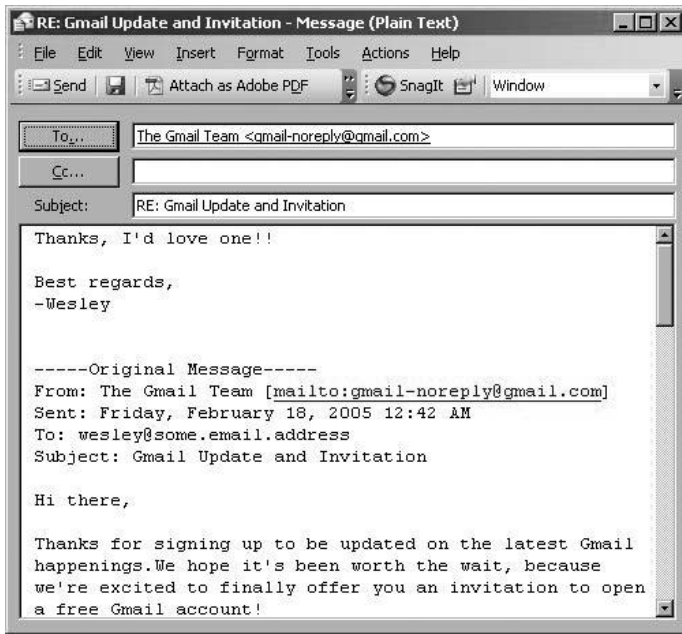 RE: Gmail Update and Invitation - Message (Plain Text)
File Edit View Insert Format Tools Actions Help
Send Attach as Adobe PDF SnagIt Window
To... The Gmail Team <gmail-noreply@gmail.com>
Cc...
Subject: RE: Gmail Update and Invitation
Thanks, I'd love one!!
Best regards,
-Wesley
-----Original Message-----
From: The Gmail Team [mailto:gmail-noreply@gmail.com]
Sent: Friday, February 18, 2005 12:42 AM
To: wesley@some.email.address
Subject: Gmail Update and Invitation
Hi there,
Thanks for signing up to be updated on the latest Gmail
happenings.We hope it's been worth the wait, because
we're excited to finally offer you an invitation to open
a free Gmail account!